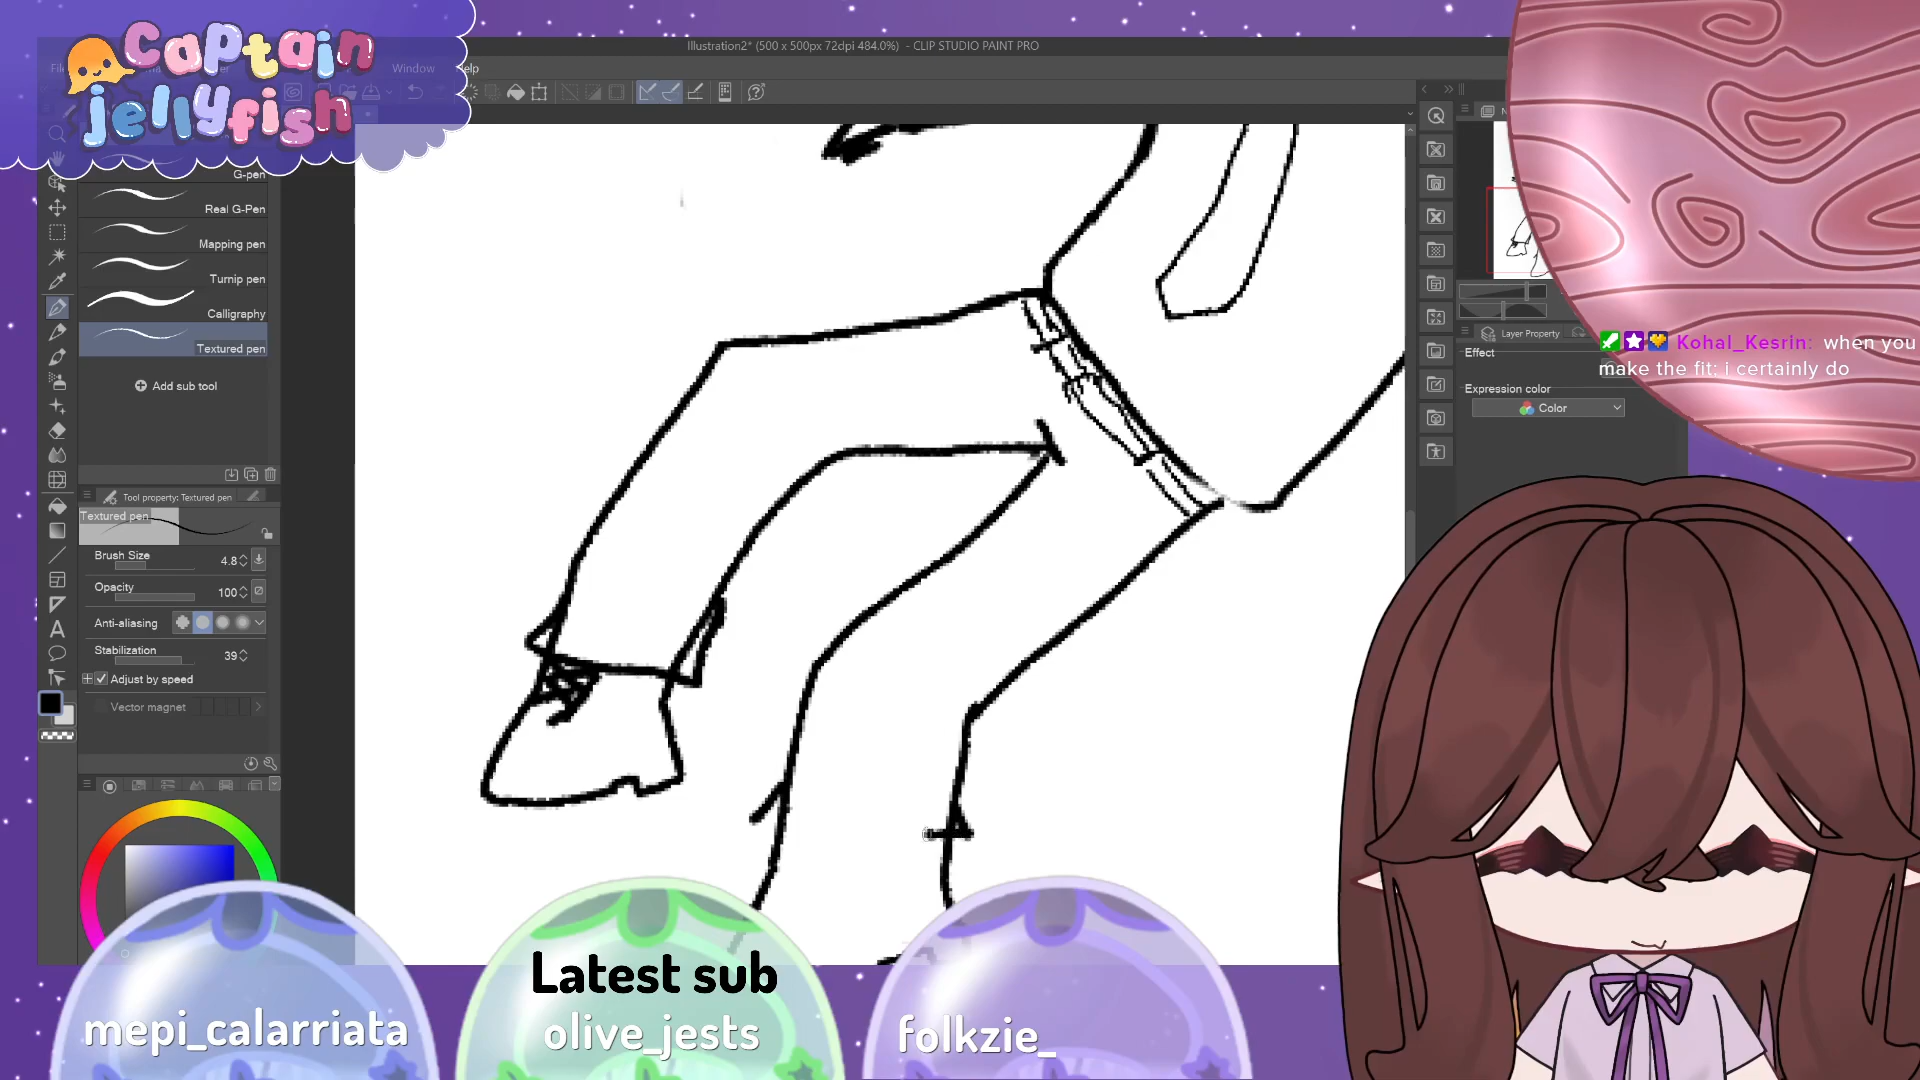 Captain
Jellyfish
Illustration2* (500 x 500px 72dpi 484.0%) - CLIP STUDIO PAINT PRO
Window
G-pen
Real G-Pen
Mapping pen
Turnip pen
Calligraphy
Textured pen
Add sub tool
Tool property: Textured pen
Textured pen
Brush Size 4.8
Opacity 100
Anti-aliasing
Stabilization 39
Adjust by speed
Vector magnet
Layer Property
Effect
Expression color
Color
Kohal_Kesrin: when you
make the fit: i certainly do
mepi_calarriata
Latest sub
olive_jests
folkzie_